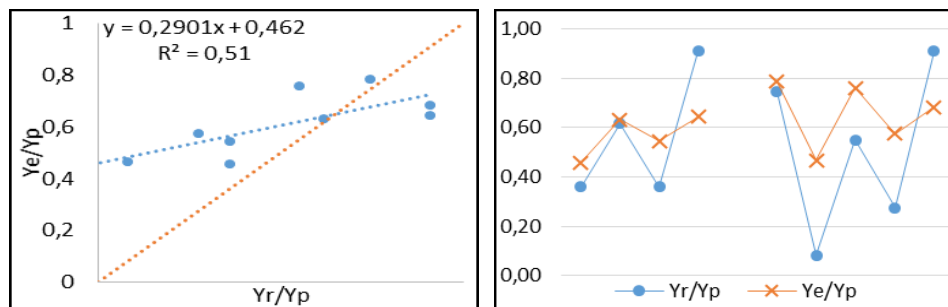 y = 0,2901x + 0,462
R² = 0,51
1
0,8
0,6
0,4
0,2
0
Ye/Yp
Yr/Yp
1,00
0,80
0,60
0,40
0,20
0,00
Yr/Yp
Ye/Yp